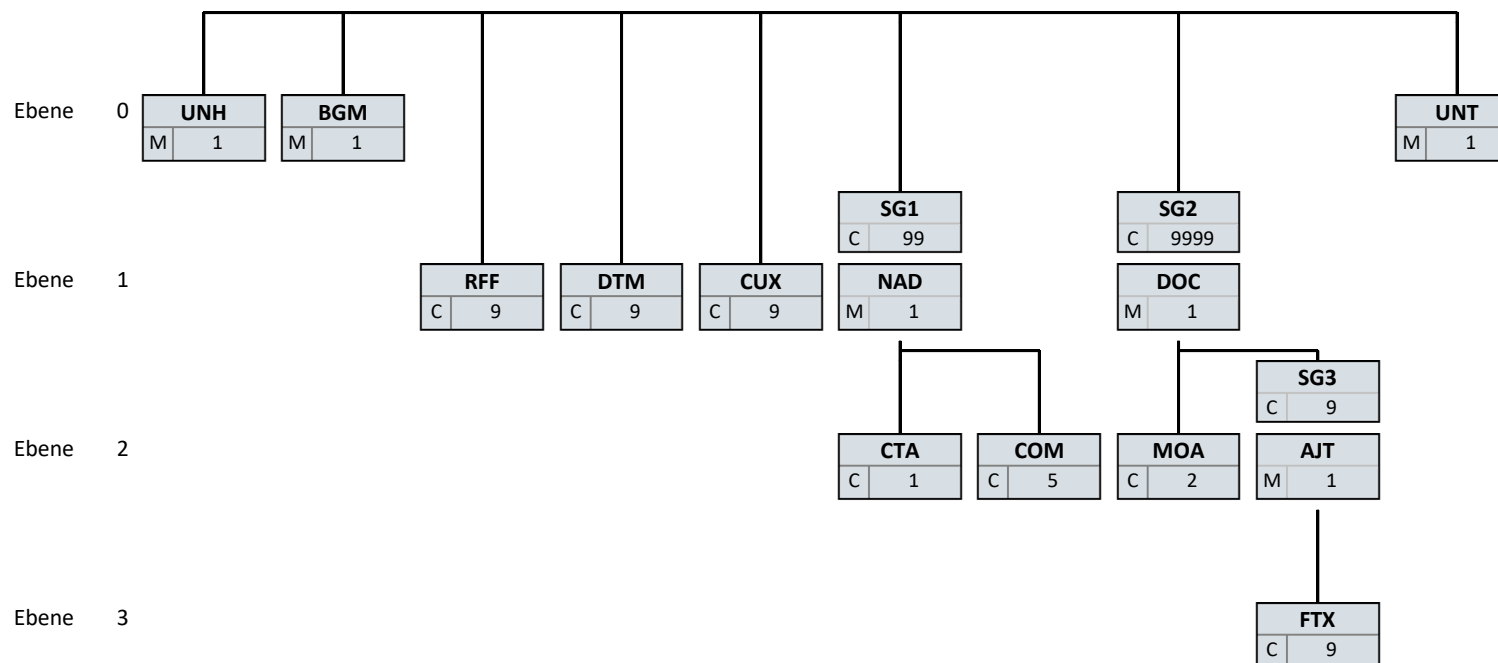 Ebene 0 UNH BGM UNT
M 1 M 1 M 1
SG1 SG2
C 99 C 9999
Ebene 1 RFF DTM CUX NAD DOC
C 9 C 9 C 9 M 1 M 1
SG3
C 9
Ebene 2 CTA COM MOA AJT
C 1 C 5 C 2 M 1
Ebene 3 FTX
C 9